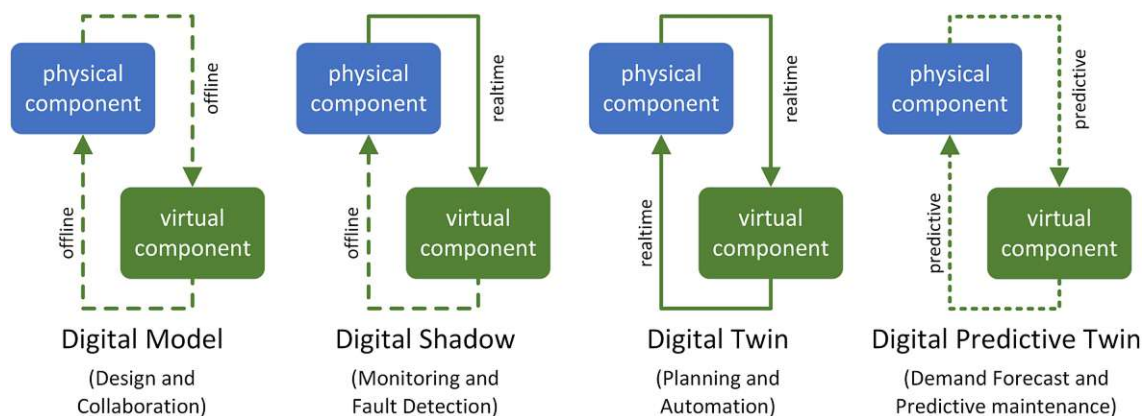 physical
component
offline
offline
virtual
component
Digital Model
(Design and
Collaboration)
physical
component
realtime
offline
virtual
component
Digital Shadow
(Monitoring and
Fault Detection)
physical
component
realtime
realtime
virtual
component
Digital Twin
(Planning and
Automation)
physical
component
predictive
predictive
virtual
component
Digital Predictive Twin
(Demand Forecast and
Predictive maintenance)